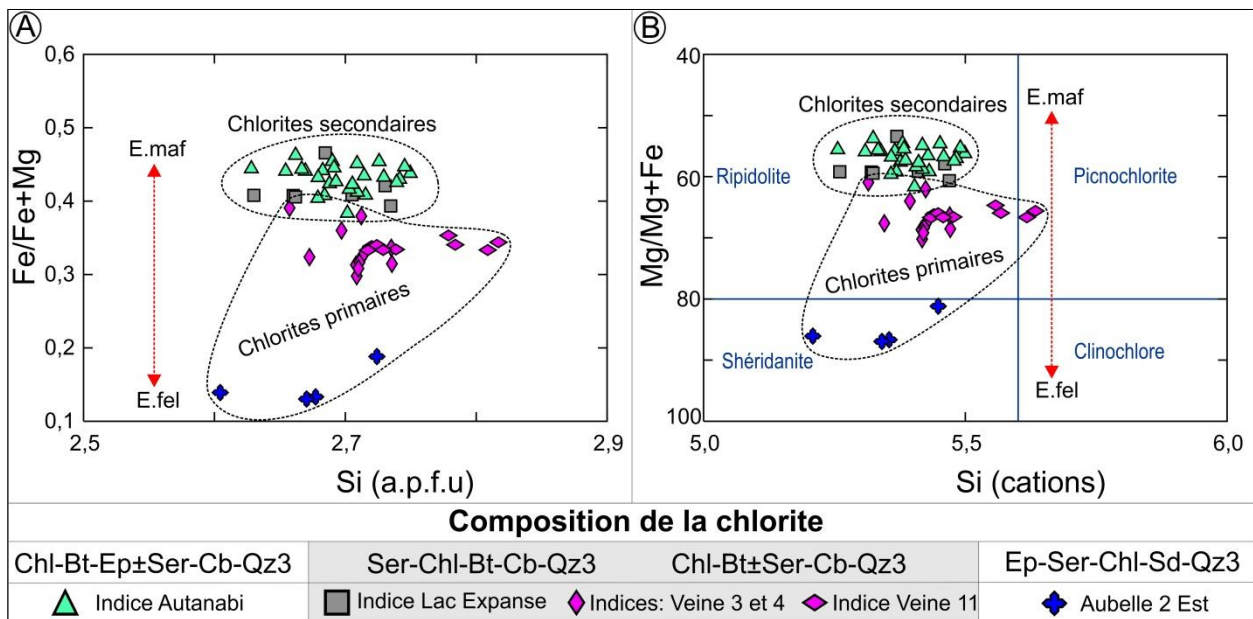 A
Fe/Fe+Mg
0,6
0,5
0,4
0,3
0,2
0,1
Chlorites secondaires
E.maf
E.fel
Chlorites primaires
2,5
2,7
2,9
Si (a.p.f.u)
B
Mg/Mg+Fe
40
60
80
100
Chlorites secondaires
E.maf
Ripidolite
Picnochlorite
Chlorites primaires
Shéridanite
Clinochlore
E.fel
5,0
5,5
6,0
Si (cations)
Composition de la chlorite
Chl-Bt-Ep±Ser-Cb-Qz3
Ser-Chl-Bt-Cb-Qz3
Chl-Bt±Ser-Cb-Qz3
Ep-Ser-Chl-Sd-Qz3
Indice Autanabi
Indice Lac Expanse
Indices: Veine 3 et 4
Indice Veine 11
Aubelle 2 Est